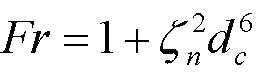 Fr = 1 + ζ_n^2 d_c^6